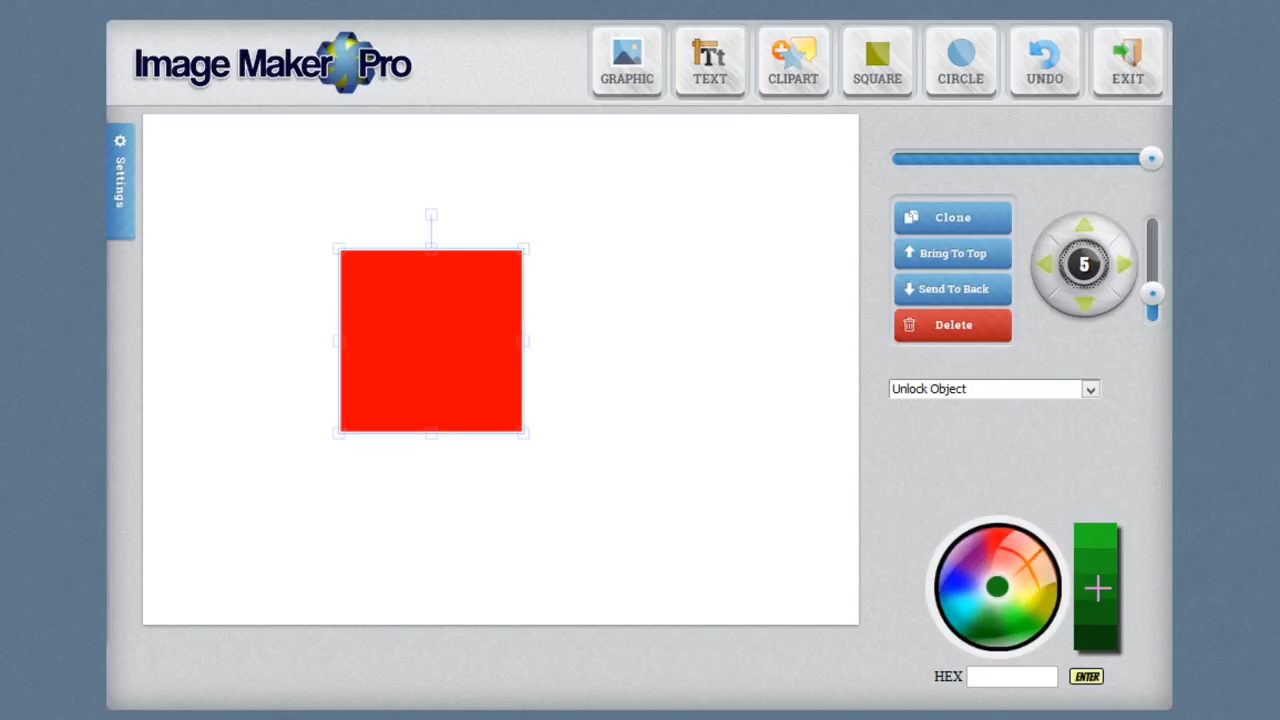 Image Maker Pro
GRAPHIC
TEXT
CLIPART
SQUARE
CIRCLE
UNDO
EXIT
Settings
Clone
Bring To Top
Send To Back
Delete
5
Unlock Object
HEX
ENTER